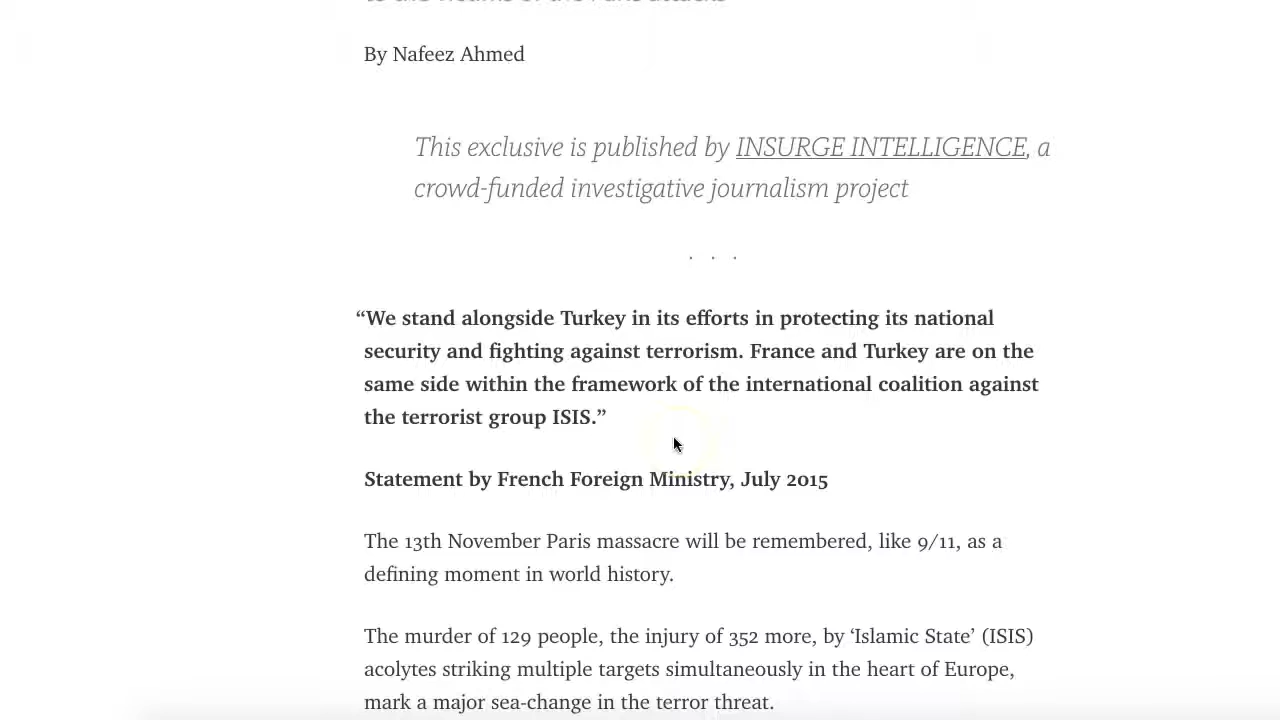 By Nafeez Ahmed
This exclusive is published by INSURGE INTELLIGENCE, a
crowd-funded investigative journalism project
. . .
“We stand alongside Turkey in its efforts in protecting its national
security and fighting against terrorism. France and Turkey are on the
same side within the framework of the international coalition against
the terrorist group ISIS.”
Statement by French Foreign Ministry, July 2015
The 13th November Paris massacre will be remembered, like 9/11, as a
defining moment in world history.
The murder of 129 people, the injury of 352 more, by ‘Islamic State’ (ISIS)
acolytes striking multiple targets simultaneously in the heart of Europe,
mark a major sea-change in the terror threat.